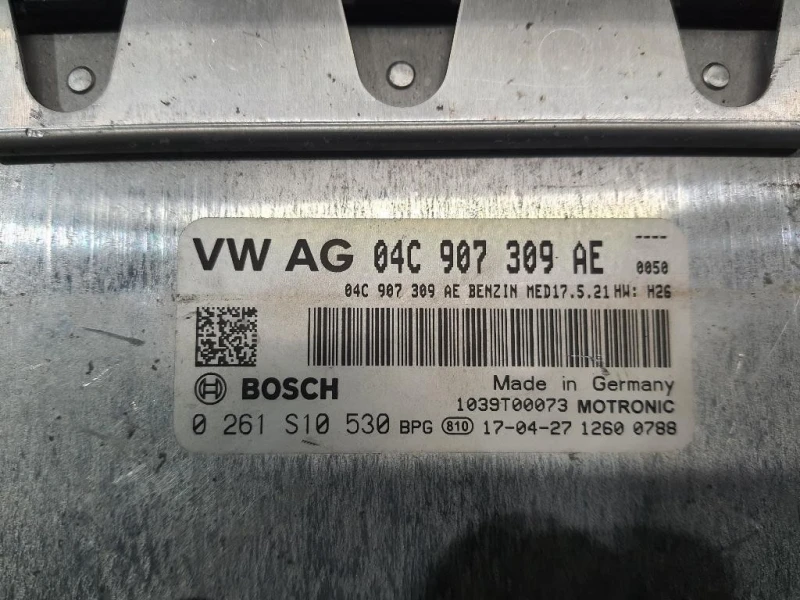 VW AG 04C 907 309 AE ----
0050
04C 907 309 AE BENZIN MED17.5.21 HW: H26
BOSCH Made in Germany
1039T00073 MOTRONIC
0 261 S10 530 BPG 810 17-04-27 1260 0788